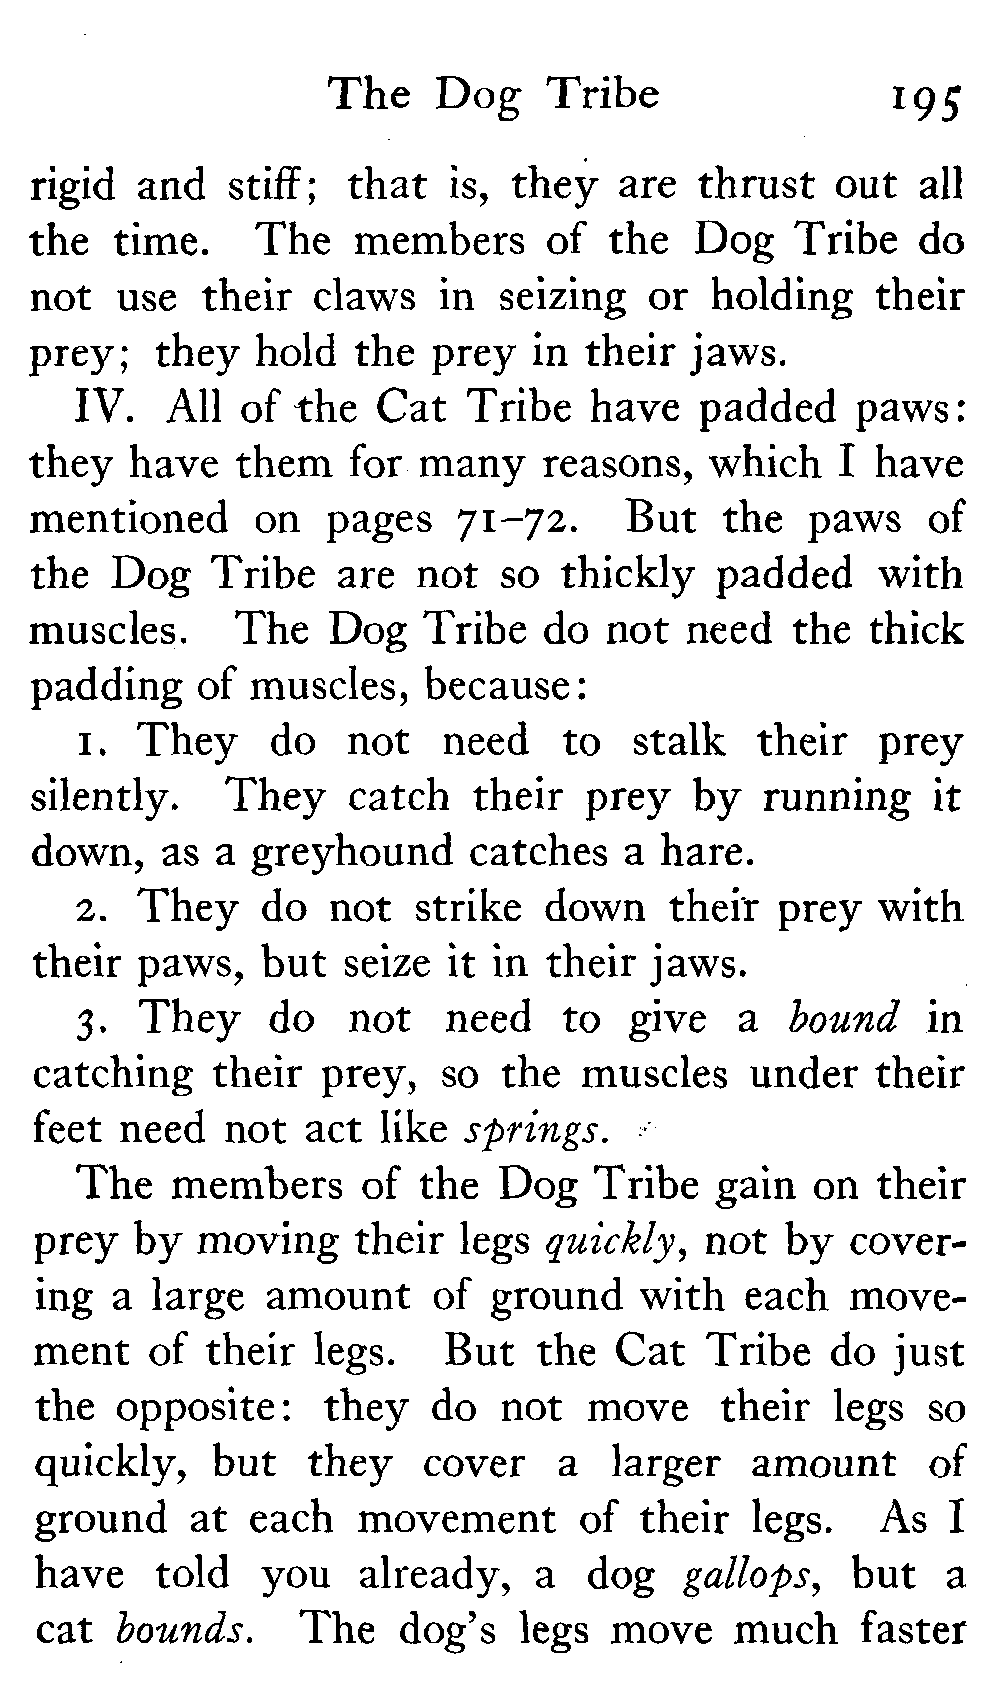 The Dog Tribe 195
rigid and stiff; that is, they are thrust out all
the time. The members of the Dog Tribe do
not use their claws in seizing or holding their
prey; they hold the prey in their jaws.
IV. All of the Cat Tribe have padded paws:
they have them for many reasons, which I have
mentioned on pages 71–72. But the paws of
the Dog Tribe are not so thickly padded with
muscles. The Dog Tribe do not need the thick
padding of muscles, because:
1. They do not need to stalk their prey
silently. They catch their prey by running it
down, as a greyhound catches a hare.
2. They do not strike down their prey with
their paws, but seize it in their jaws.
3. They do not need to give a bound in
catching their prey, so the muscles under their
feet need not act like springs.
The members of the Dog Tribe gain on their
prey by moving their legs quickly, not by cover-
ing a large amount of ground with each move-
ment of their legs. But the Cat Tribe do just
the opposite: they do not move their legs so
quickly, but they cover a larger amount of
ground at each movement of their legs. As I
have told you already, a dog gallops, but a
cat bounds. The dog's legs move much faster